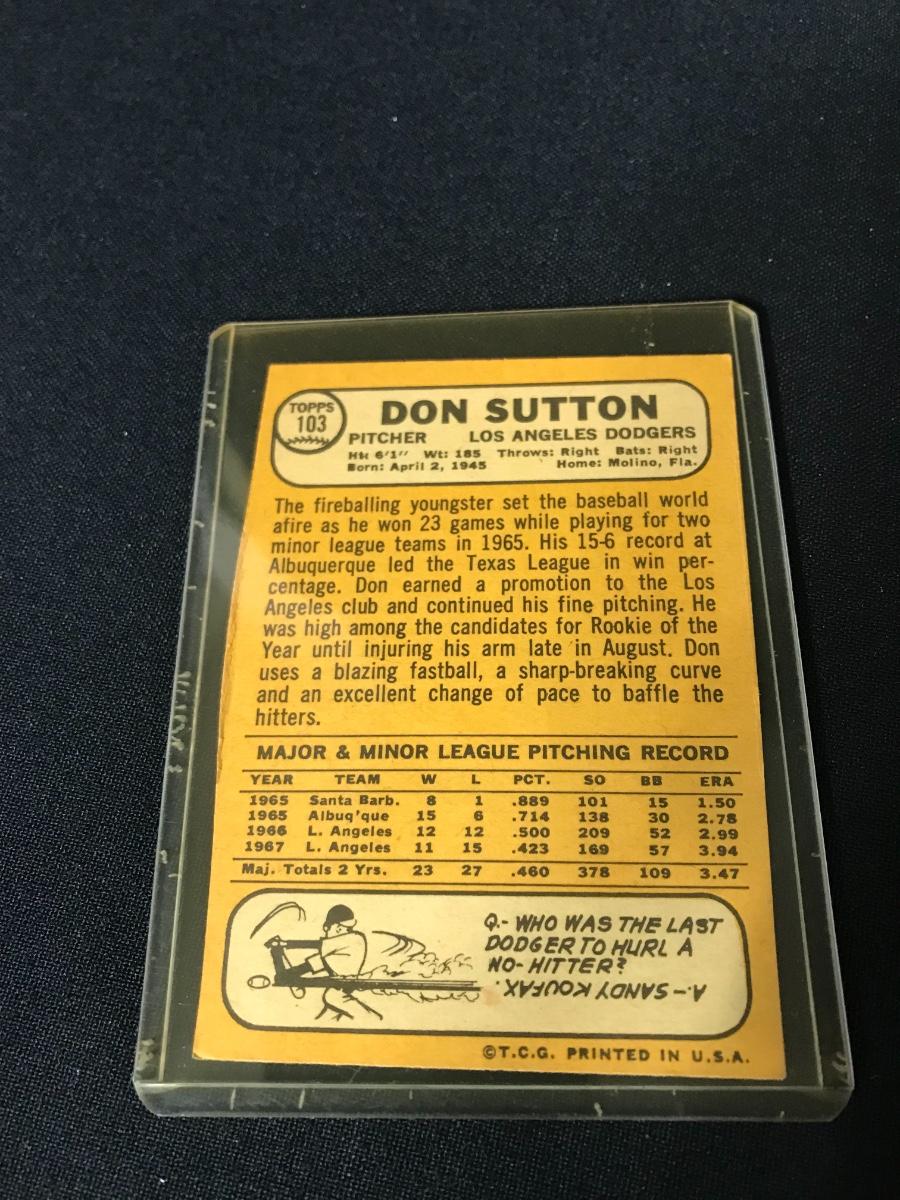 TOPPS
103
DON SUTTON
PITCHER LOS ANGELES DODGERS
Ht: 6'1" Wt: 185 Throws: Right Bats: Right
Born: April 2, 1945 Home: Molino, Fla.
The fireballing youngster set the baseball world
afire as he won 23 games while playing for two
minor league teams in 1965. His 15-6 record at
Albuquerque led the Texas League in win per-
centage. Don earned a promotion to the Los
Angeles club and continued his fine pitching. He
was high among the candidates for Rookie of the
Year until injuring his arm late in August. Don
uses a blazing fastball, a sharp-breaking curve
and an excellent change of pace to baffle the
hitters.
MAJOR & MINOR LEAGUE PITCHING RECORD
YEAR TEAM W L PCT. SO BB ERA
1965 Santa Barb. 8 1 .889 101 15 1.50
1965 Albuq'que 15 6 .714 138 30 2.78
1966 L. Angeles 12 12 .500 209 52 2.99
1967 L. Angeles 11 15 .423 169 57 3.94
Maj. Totals 2 Yrs. 23 27 .460 378 109 3.47
Q.- WHO WAS THE LAST
DODGER TO HURL A
NO-HITTER?
A.- SANDY KOUFAX.
©T.C.G. PRINTED IN U.S.A.